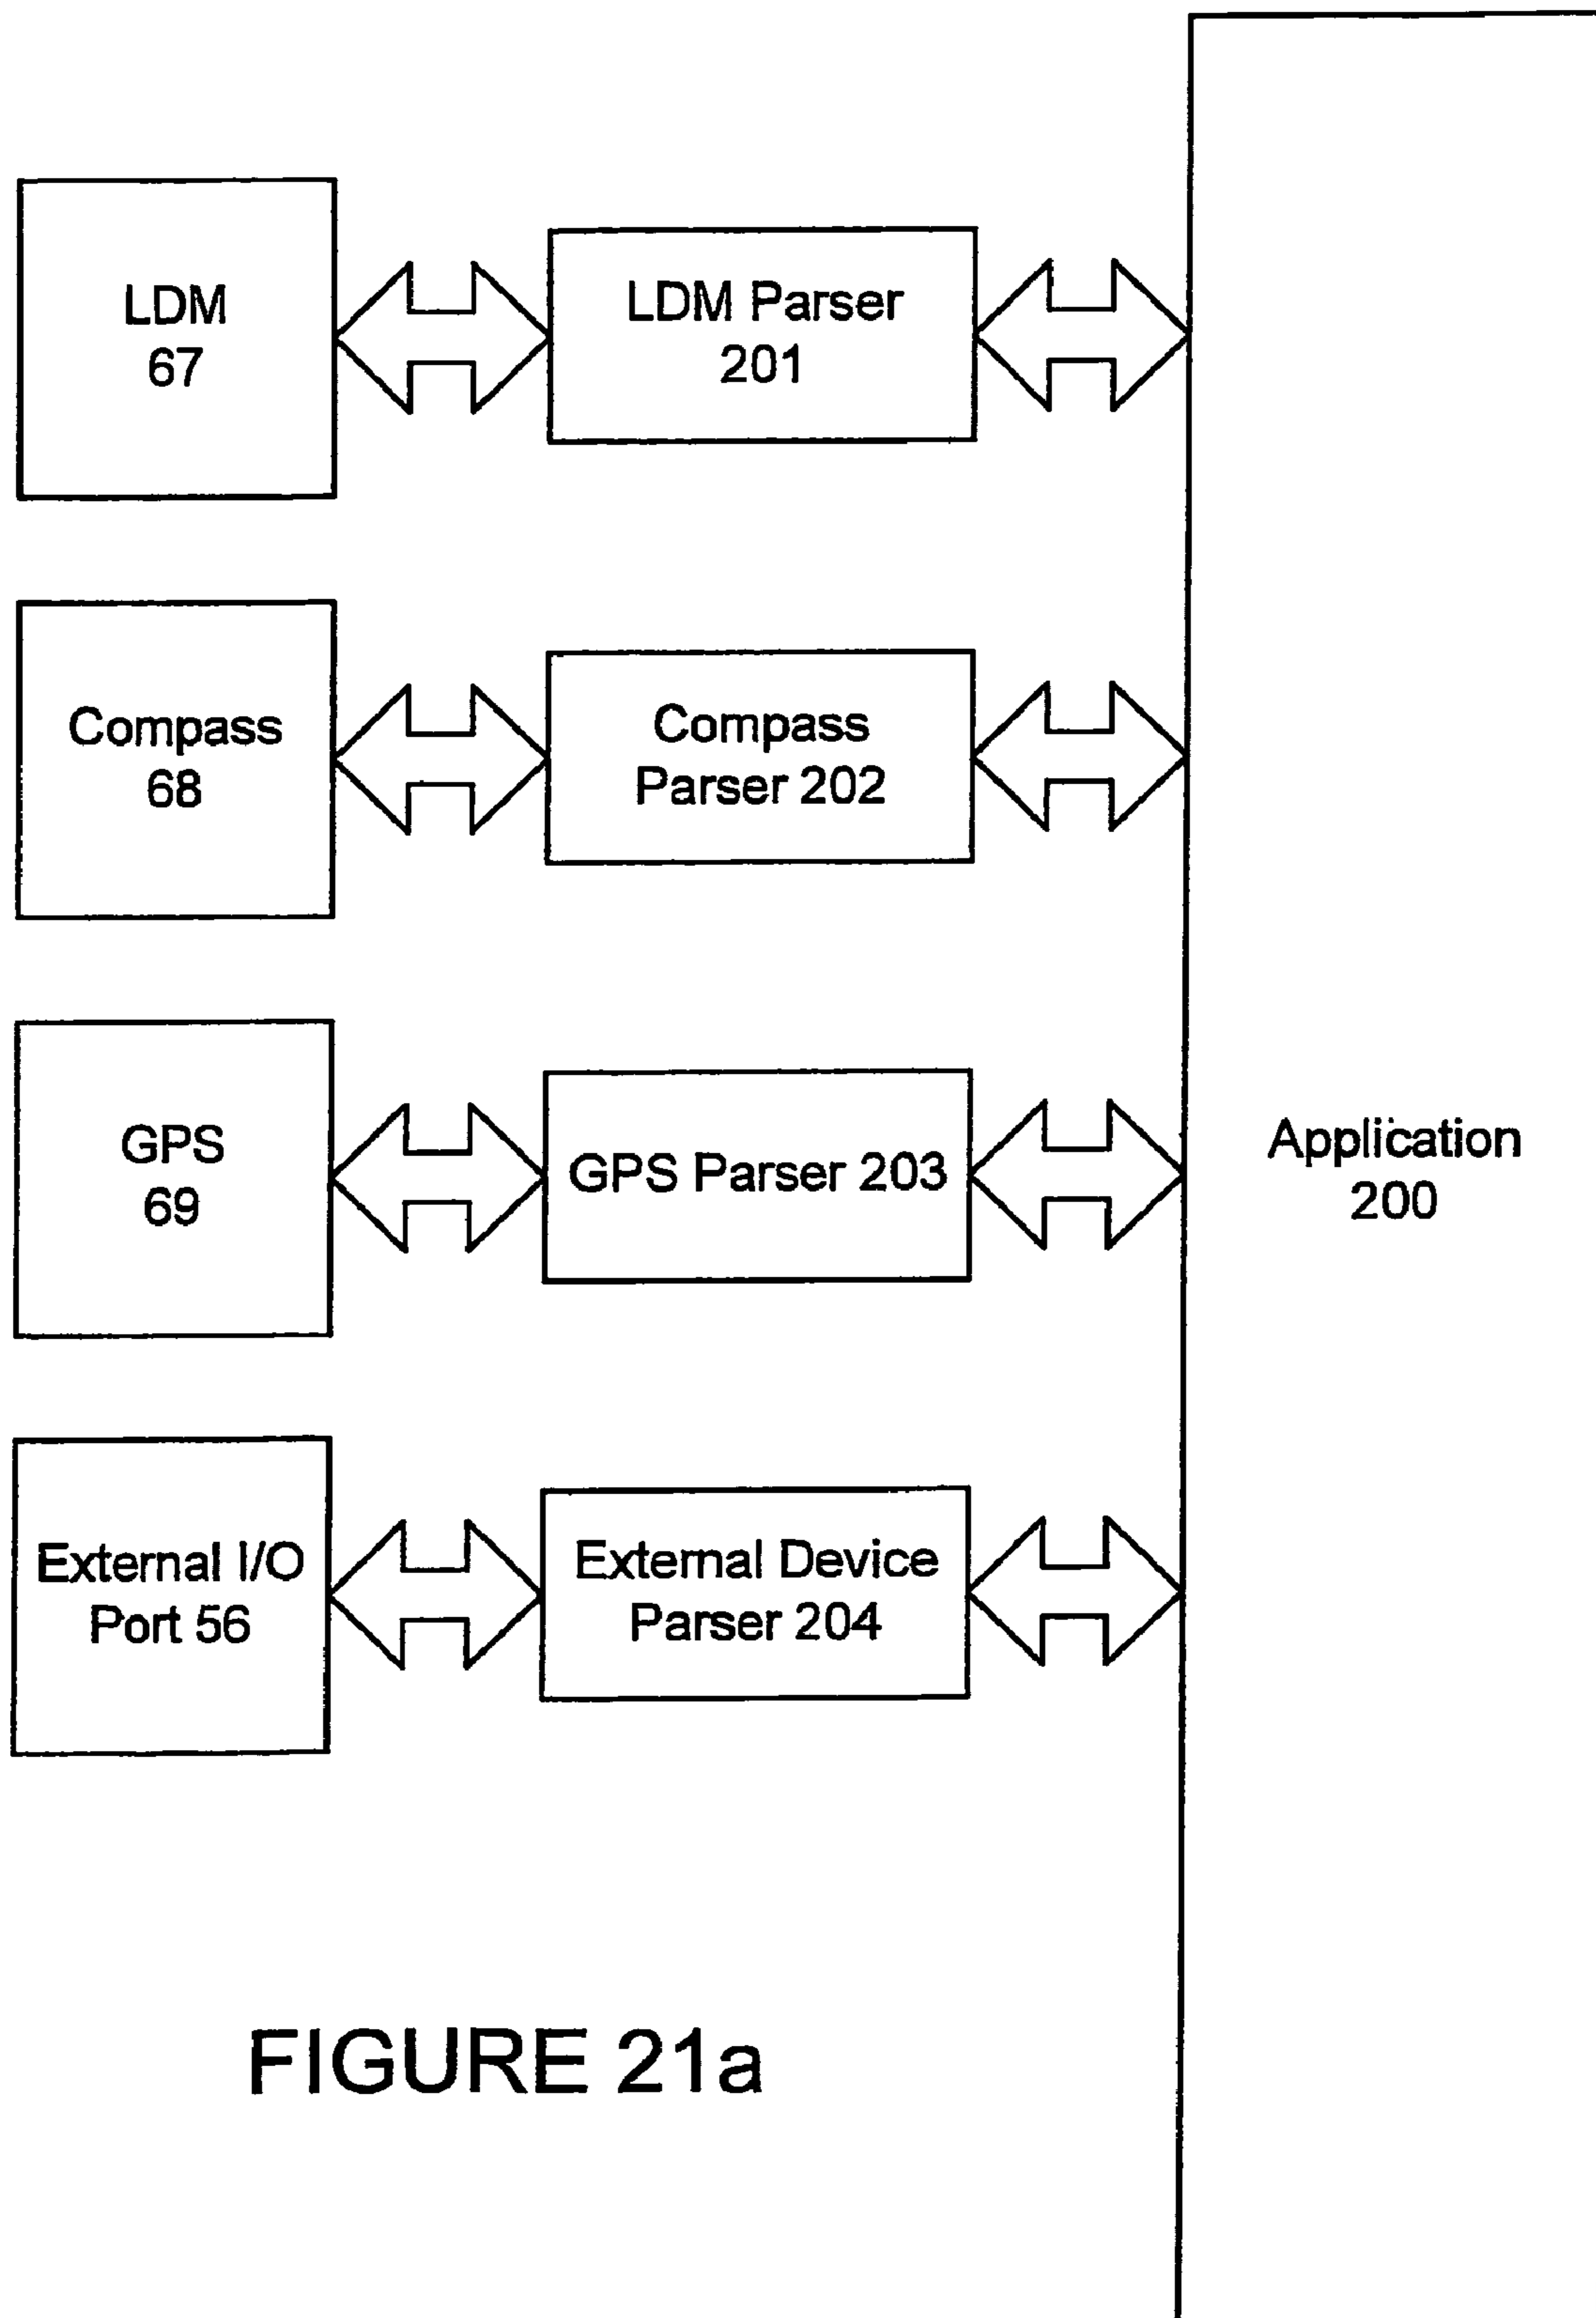 LDM
67
LDM Parser
201
Compass
68
Compass
Parser 202
GPS
69
GPS Parser 203
Application
200
External I/O
Port 56
External Device
Parser 204
FIGURE 21a